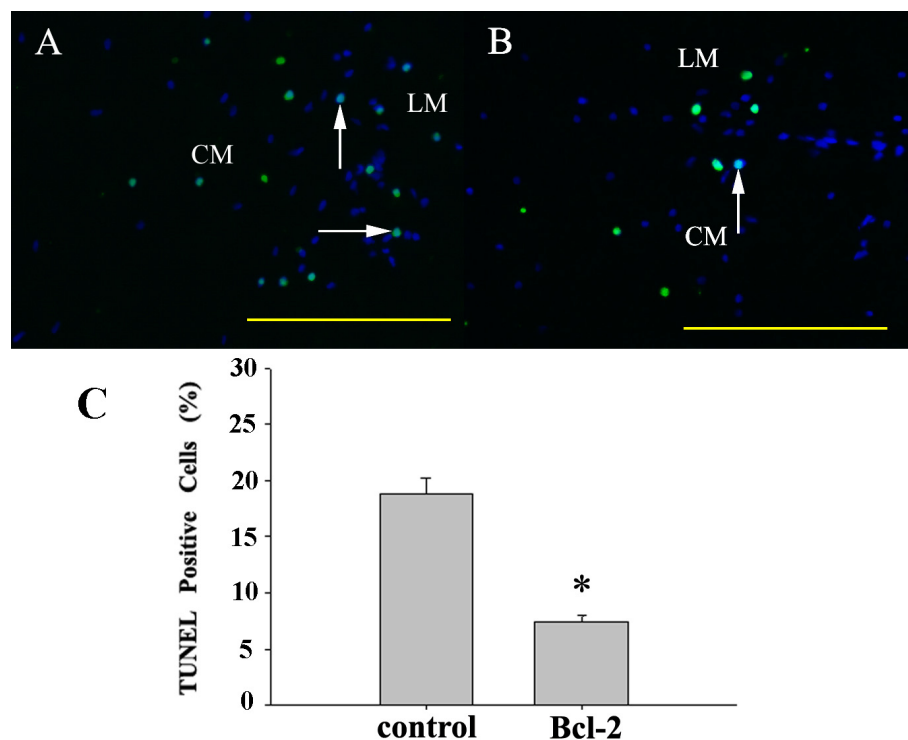 A
B
LM
LM
CM
CM
C
TUNEL Positive Cells (%)
30
25
20
15
10
5
0
*
control
Bcl-2